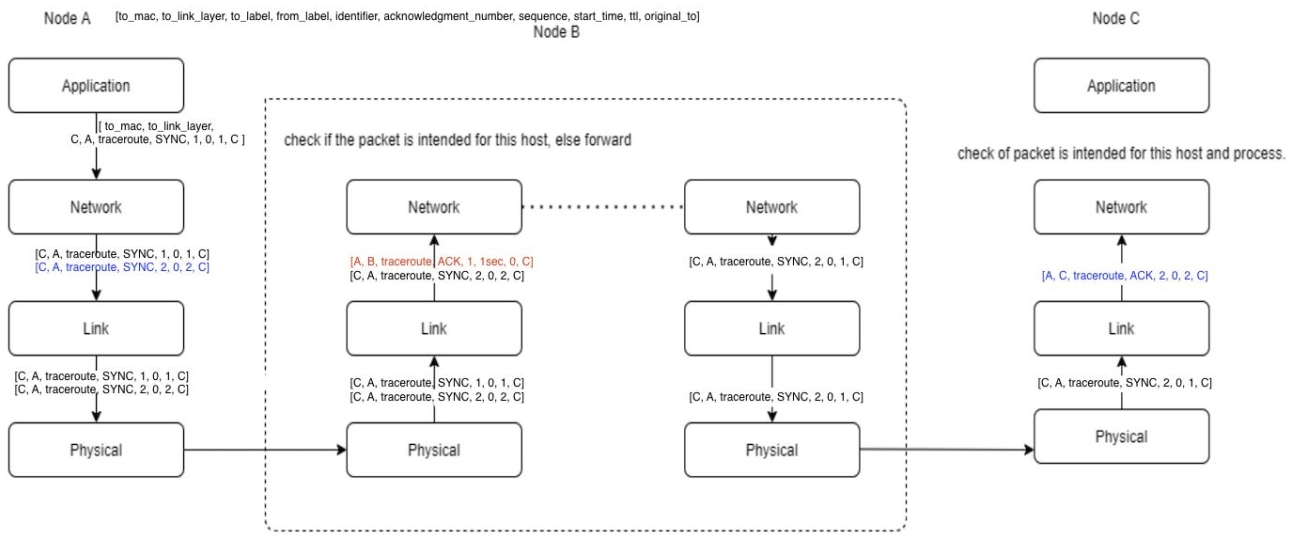 Node A
[to_mac, to_link_layer, to_label, from_label, identifier, acknowledgment_number, sequence, start_time, ttl, original_to]
Node B
Node C
Application
[ to_mac, to_link_layer,
C, A, traceroute, SYNC, 1, 0, 1, C ]
Network
[C, A, traceroute, SYNC, 1, 0, 1, C]
[C, A, traceroute, SYNC, 2, 0, 2, C]
Link
[C, A, traceroute, SYNC, 1, 0, 1, C]
[C, A, traceroute, SYNC, 2, 0, 2, C]
Physical
check if the packet is intended for this host, else forward
Network
[A, B, traceroute, ACK, 1, 1sec, 0, C]
[C, A, traceroute, SYNC, 2, 0, 2, C]
Link
[C, A, traceroute, SYNC, 1, 0, 1, C]
[C, A, traceroute, SYNC, 2, 0, 2, C]
Physical
Network
[C, A, traceroute, SYNC, 2, 0, 1, C]
Link
[C, A, traceroute, SYNC, 2, 0, 1, C]
Physical
Application
check of packet is intended for this host and process.
Network
[A, C, traceroute, ACK, 2, 0, 2, C]
Link
[C, A, traceroute, SYNC, 2, 0, 1, C]
Physical